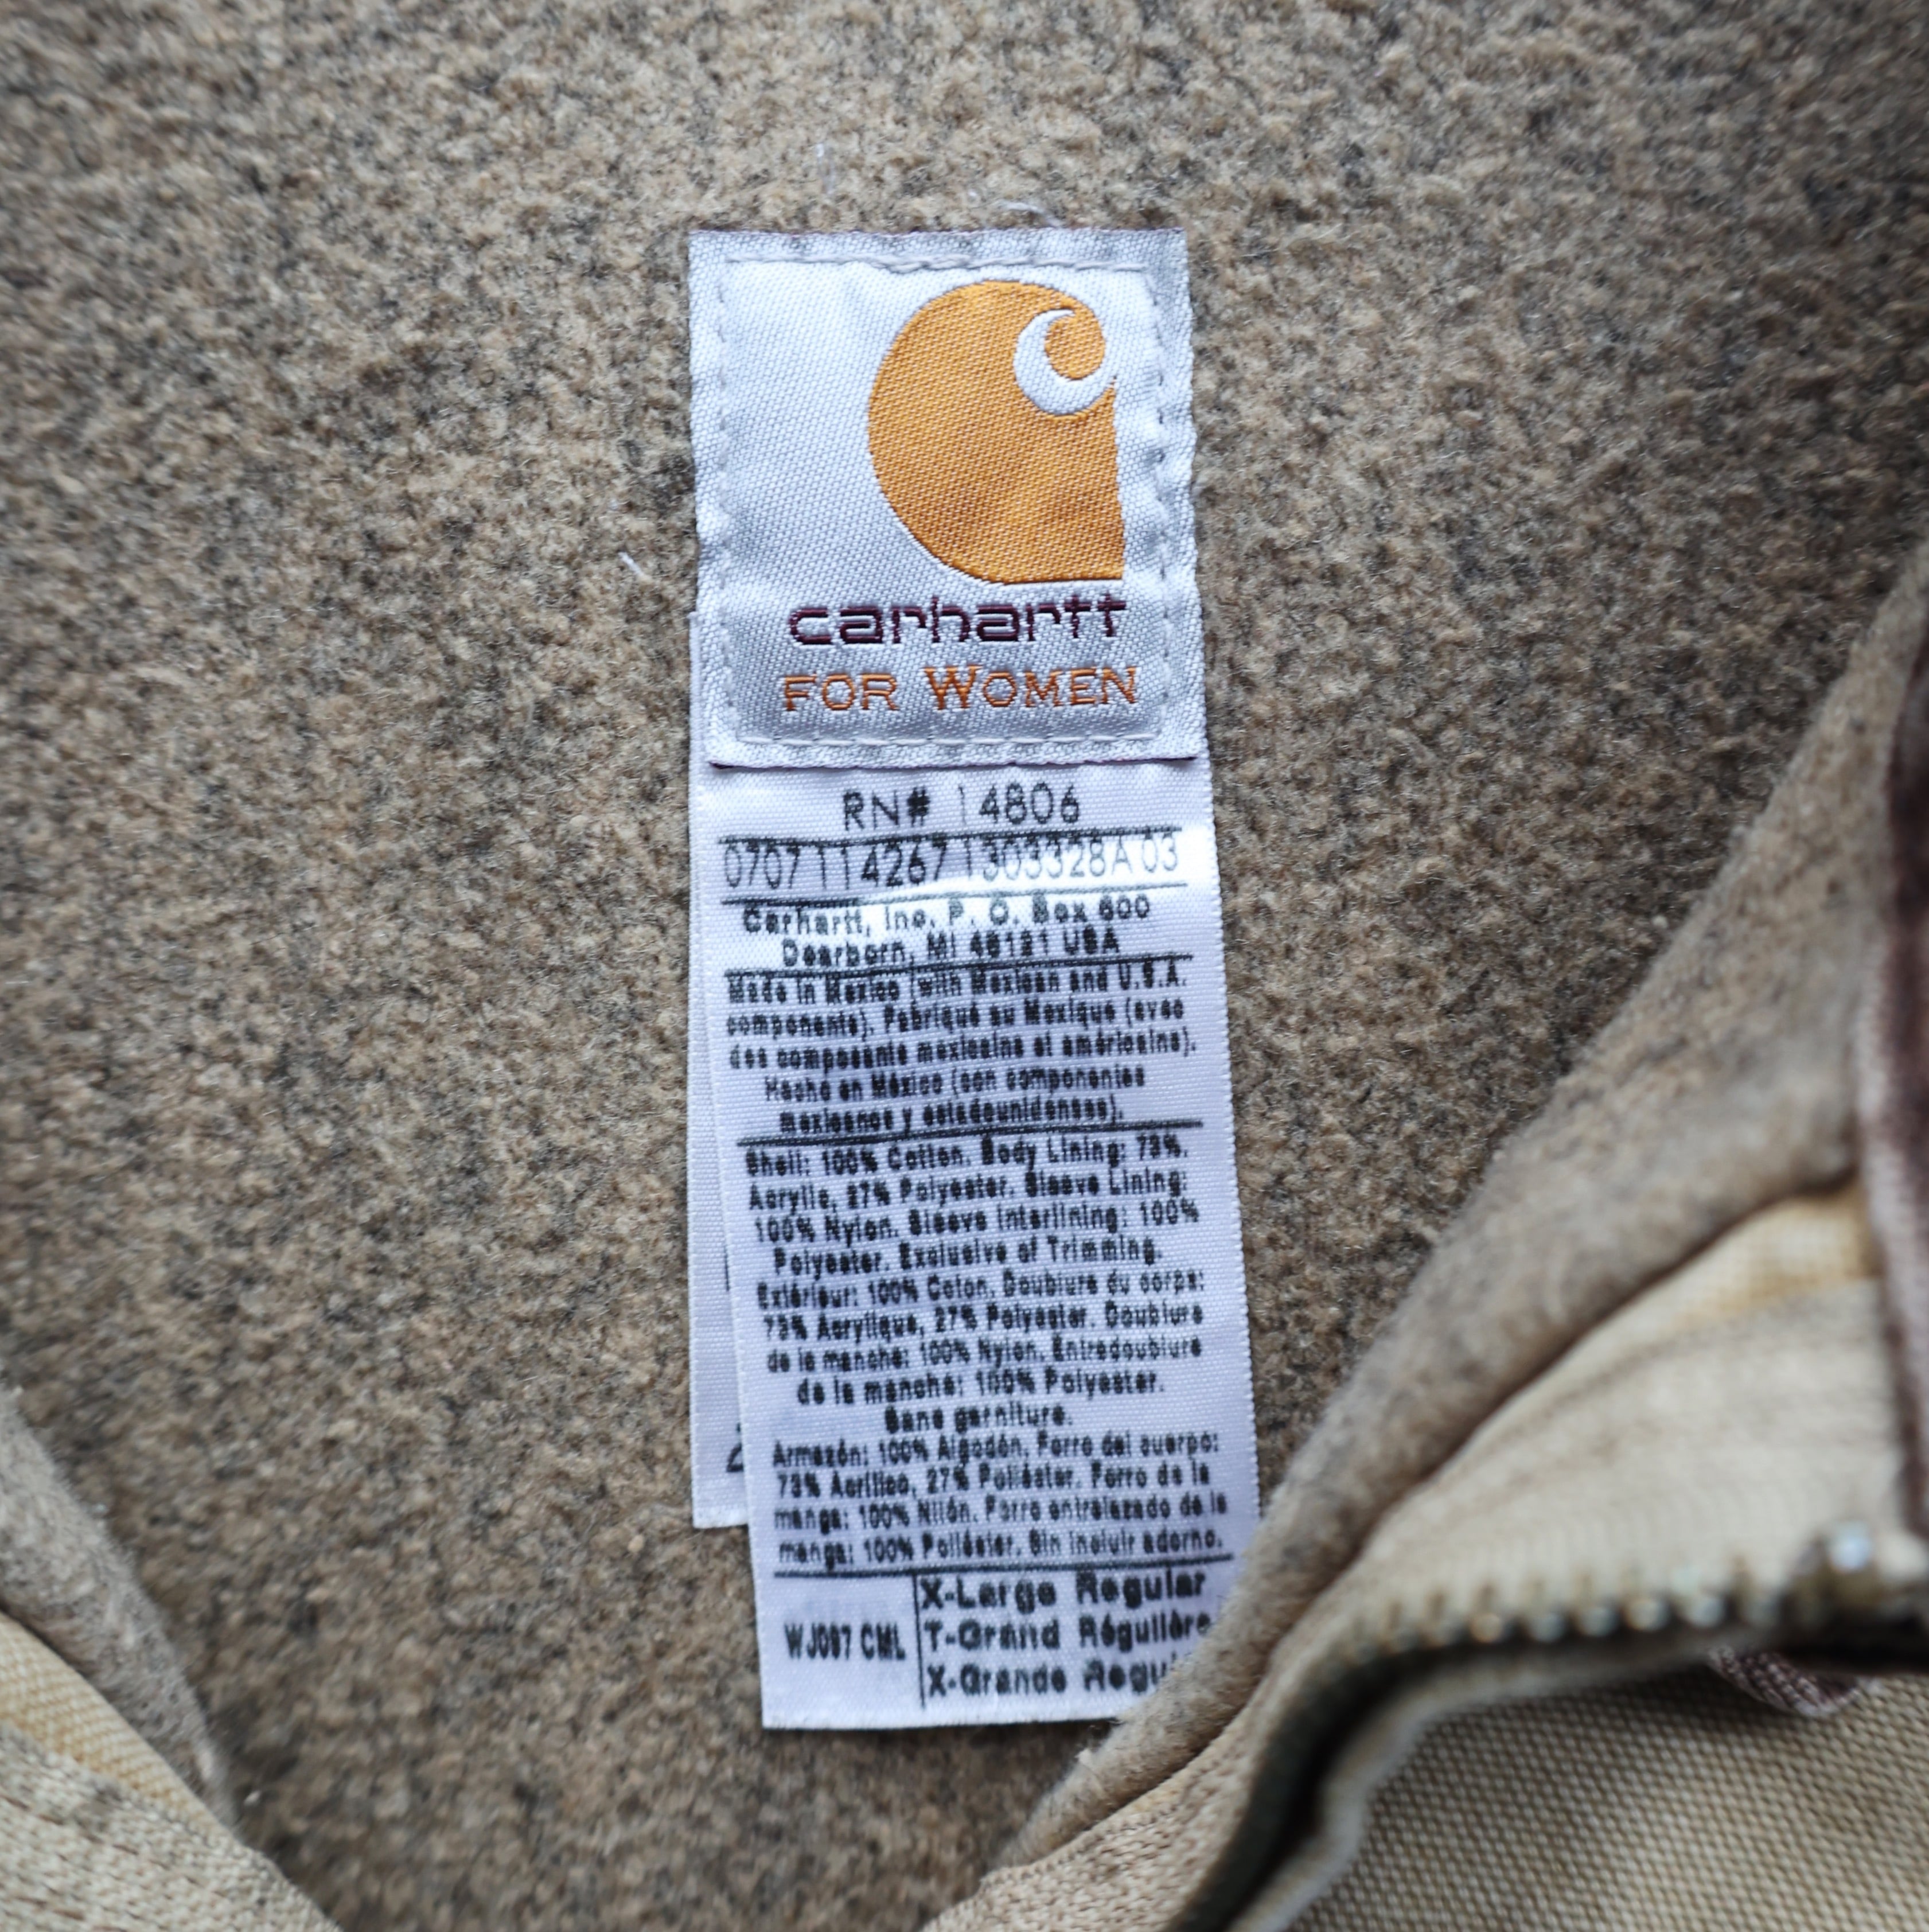 carhartt
FOR WOMEN
RN# 14806
0707 114267 1303328A 03
Carhartt, Inc. P. O. Box 600
Dearborn, MI 48121 USA
Made in Mexico (with Mexican and U.S.A.
components). Fabriqué au Mexique (avec
des composants mexicains et américains).
Hecho en México (con componentes
mexicanos y estadounidenses).
Shell: 100% Cotton. Body Lining: 73%.
Acrylic, 27% Polyester. Sleeve Lining:
100% Nylon. Sleeve Interlining: 100%
Polyester. Exclusive of Trimming.
Extérieur: 100% Coton. Doublure du corps:
73% Acrylique, 27% Polyester. Doublure
de la manche: 100% Nylon. Entredoublure
de la manche: 100% Polyester.
Sans garniture.
Armazón: 100% Algodón. Forro del cuerpo:
73% Acrílico, 27% Poliéster. Forro de la
manga: 100% Nilón. Forro entrelazado de la
manga: 100% Poliéster. Sin incluir adorno.
WJ097 CML
X-Large Regular
T-Grand Régulière
X-Grande Regu